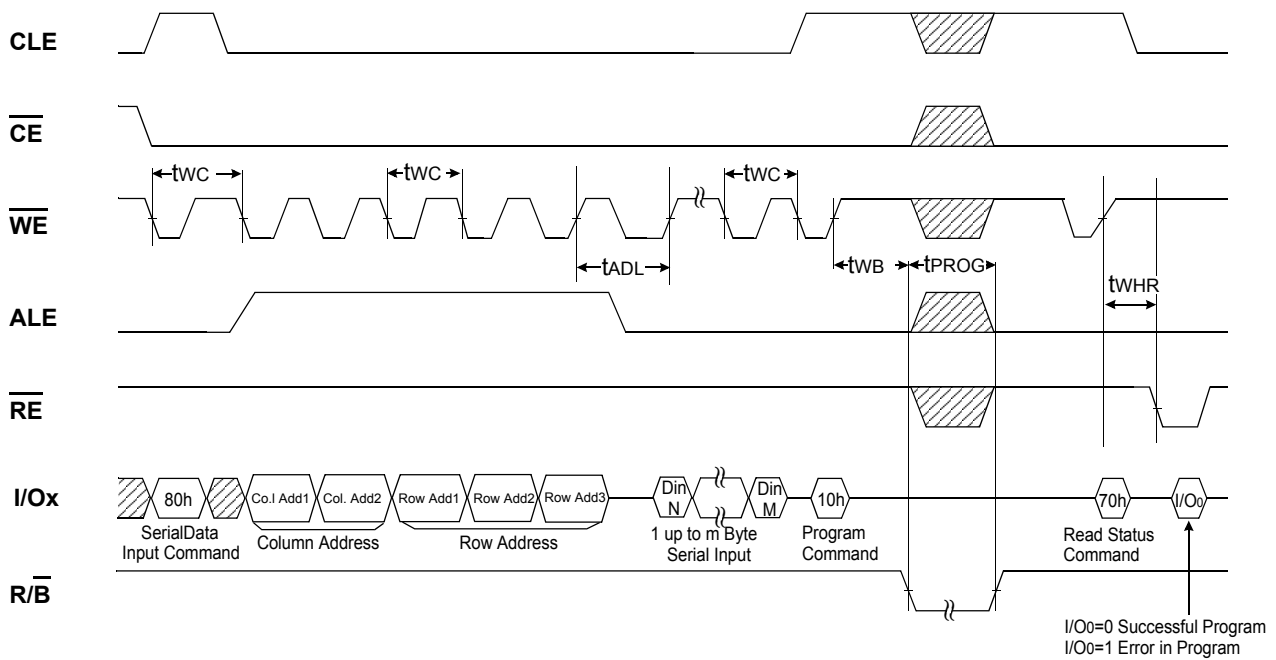 CLE
CE
tWC
tWC
tWC
WE
tADL
tWB
tPROG
tWHR
ALE
RE
I/Ox
80h
Co.l Add1
Col. Add2
Row Add1
Row Add2
Row Add3
Din
N
Din
M
10h
70h
I/O0
SerialData
Input Command
Column Address
Row Address
1 up to m Byte
Serial Input
Program
Command
Read Status
Command
R/B
I/O0=0 Successful Program
I/O0=1 Error in Program